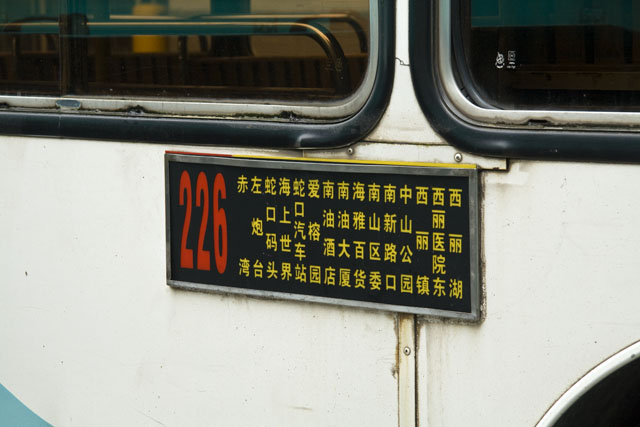 226
赤湾
左炮台
蛇口码头
海上世界
蛇口汽车站
爱榕园
南油酒店
南油大厦
海雅百货
南山区委
南新路口
中山公园
西丽镇
西丽医院东
西丽湖